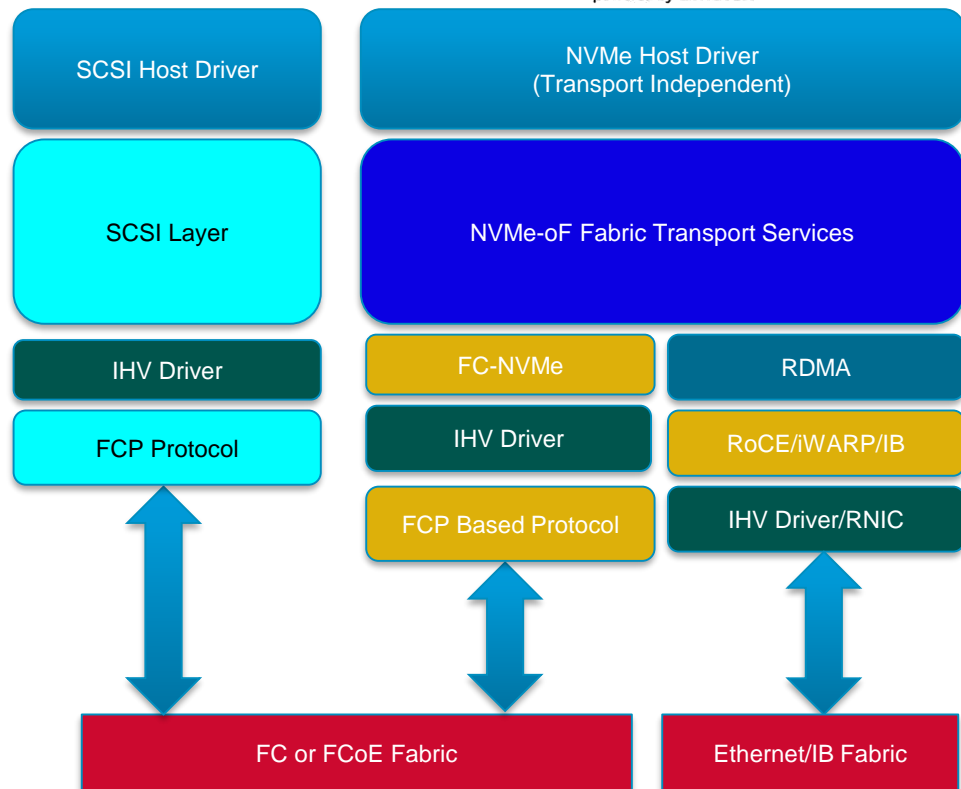 SCSI Host Driver
NVMe Host Driver
(Transport Independent)
SCSI Layer
NVMe-oF Fabric Transport Services
IHV Driver
FC-NVMe
RDMA
FCP Protocol
IHV Driver
RoCE/iWARP/IB
FCP Based Protocol
IHV Driver/RNIC
FC or FCoE Fabric
Ethernet/IB Fabric